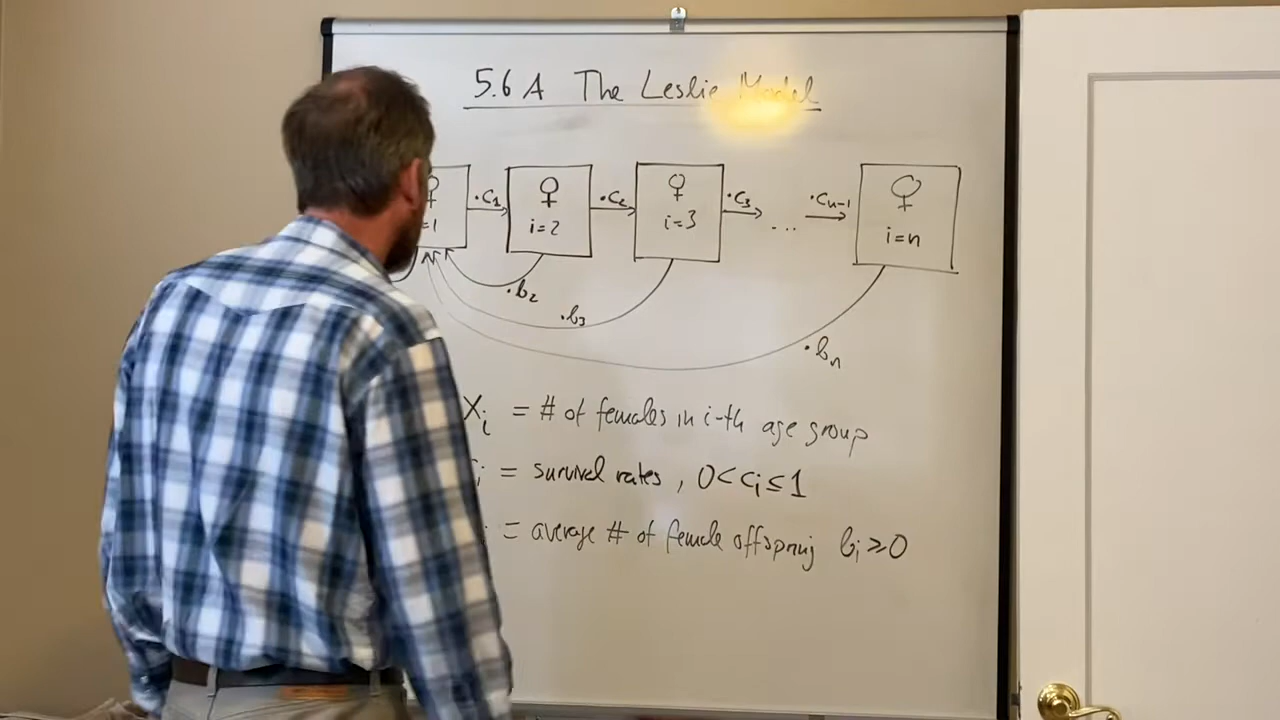 5.6 A The Leslie Model
♀ ·c₁ ♀ ·c₂ ♀ ·c₃ ... ·cₙ₋₁ ♀
=1 i=2 i=3 i=n
·b₂
·b₃
·bₙ
Xᵢ = # of females in i-th age group
cᵢ = survival rates, 0<cᵢ≤1
ᵢ = average # of female offspring bᵢ≥0